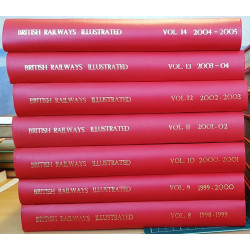 BRITISH RAILWAYS ILLUSTRATED VOL. 14 2004-2005
BRITISH RAILWAYS ILLUSTRATED VOL. 13 2003-04
BRITISH RAILWAYS ILLUSTRATED VOL. 12 2002-2003
BRITISH RAILWAYS ILLUSTRATED VOL. 11 2001-02
BRITISH RAILWAYS ILLUSTRATED VOL. 10 2000-2001
BRITISH RAILWAYS ILLUSTRATED VOL. 9 1999-2000
BRITISH RAILWAYS ILLUSTRATED VOL. 8 1998-1999